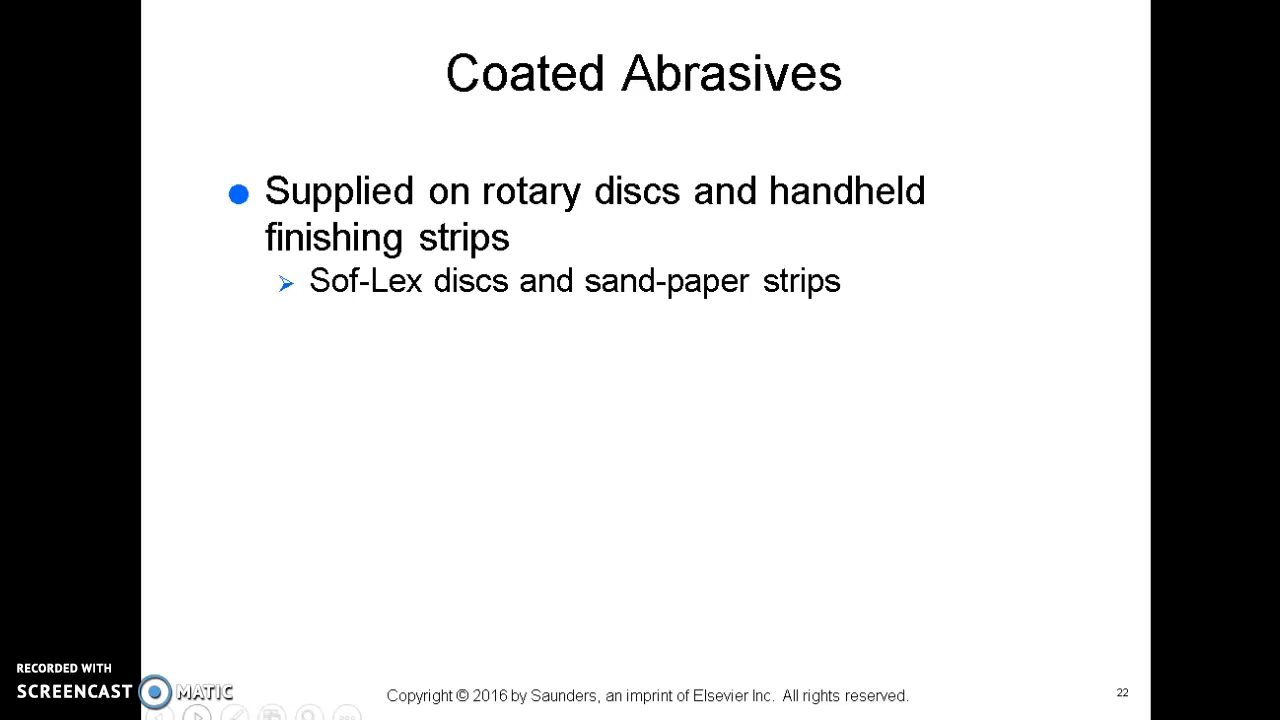 Coated Abrasives
Supplied on rotary discs and handheld
finishing strips
Sof-Lex discs and sand-paper strips
RECORDED WITH
SCREENCAST MATIC
Copyright © 2016 by Saunders, an imprint of Elsevier Inc. All rights reserved.
22